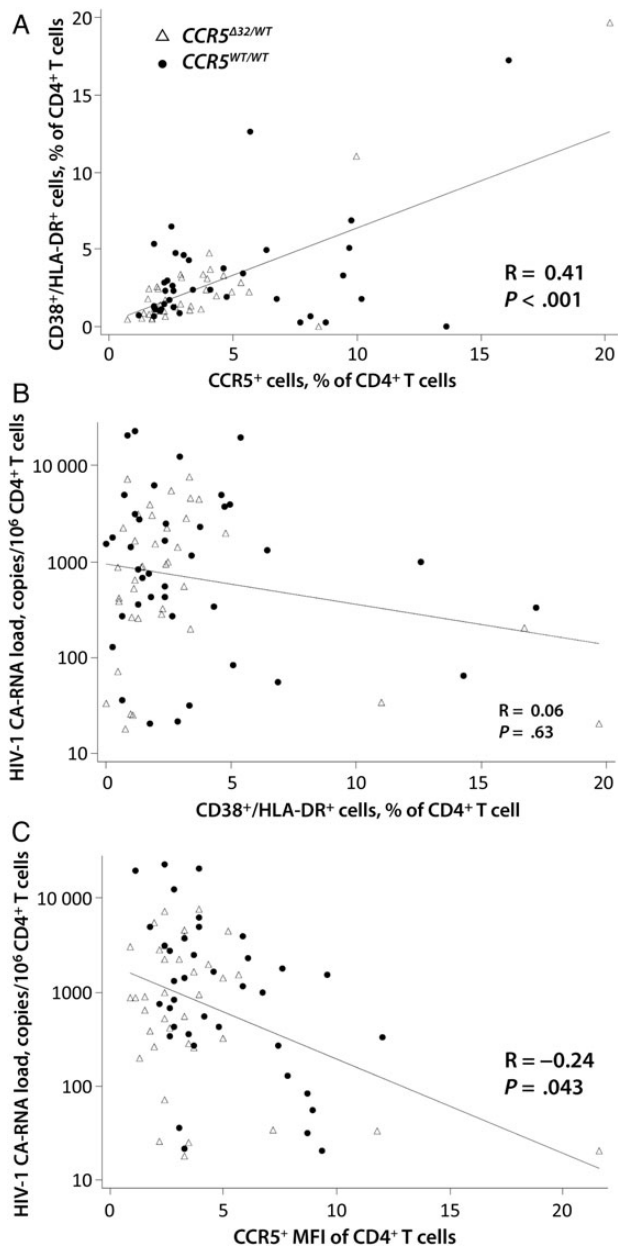 A
△ CCR5Δ32/WT
● CCR5WT/WT
CD38+/HLA-DR+ cells, % of CD4+ T cells
20
15
10
5
0
R = 0.41
P < .001
0 5 10 15 20
CCR5+ cells, % of CD4+ T cells
B
HIV-1 CA-RNA load, copies/10⁶ CD4+ T cells
10 000
1000
100
10
R = 0.06
P = .63
0 5 10 15 20
CD38+/HLA-DR+ cells, % of CD4+ T cell
C
HIV-1 CA-RNA load, copies/10⁶ CD4+ T cells
10 000
1000
100
10
R = −0.24
P = .043
0 5 10 15 20
CCR5+ MFI of CD4+ T cells